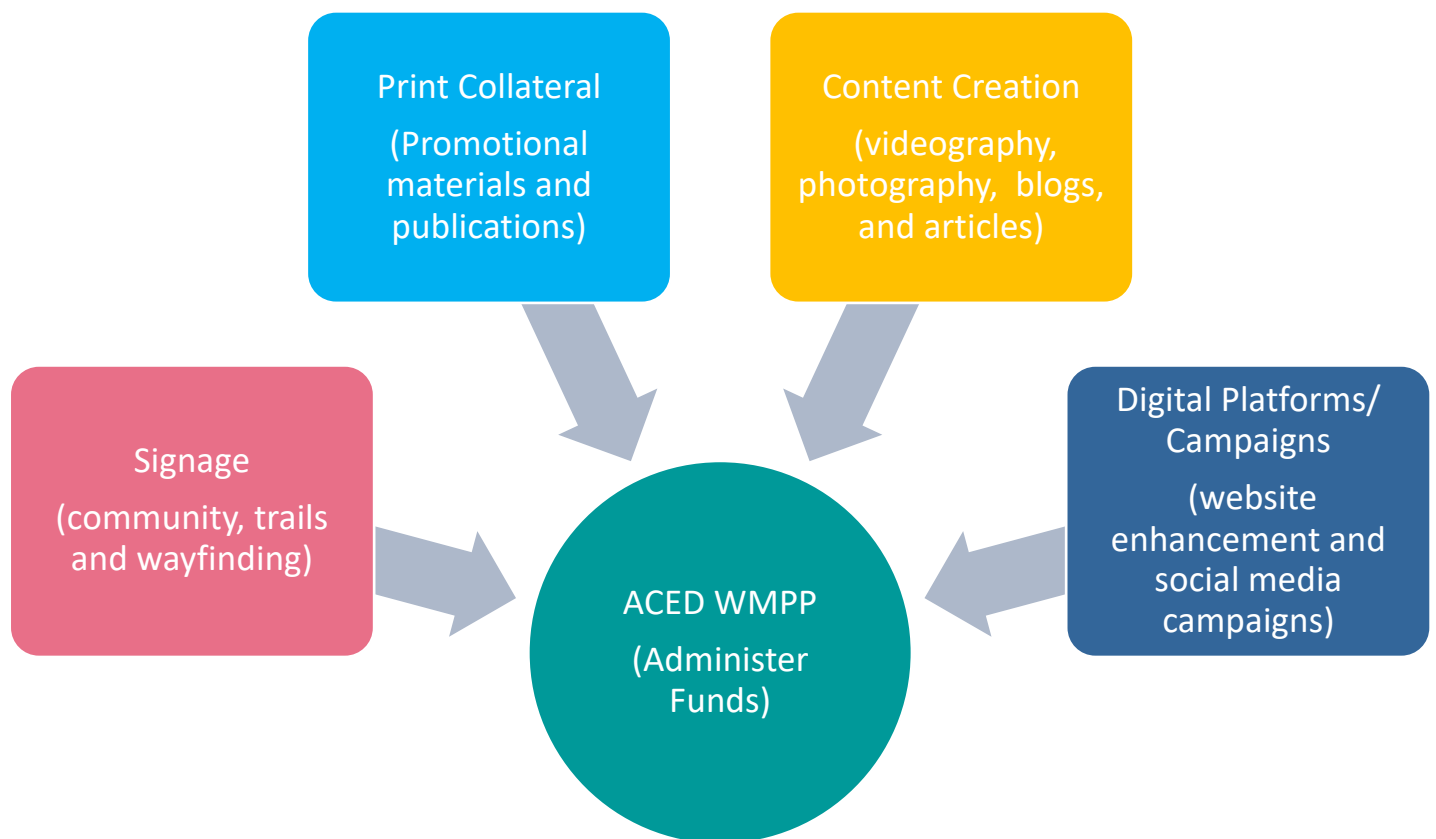 Print Collateral
(Promotional
materials and
publications)
Content Creation
(videography,
photography,  blogs,
and articles)
Signage
(community, trails
and wayfinding)
Digital Platforms/
Campaigns
(website
enhancement and
social media
campaigns)
ACED WMPP
(Administer
Funds)